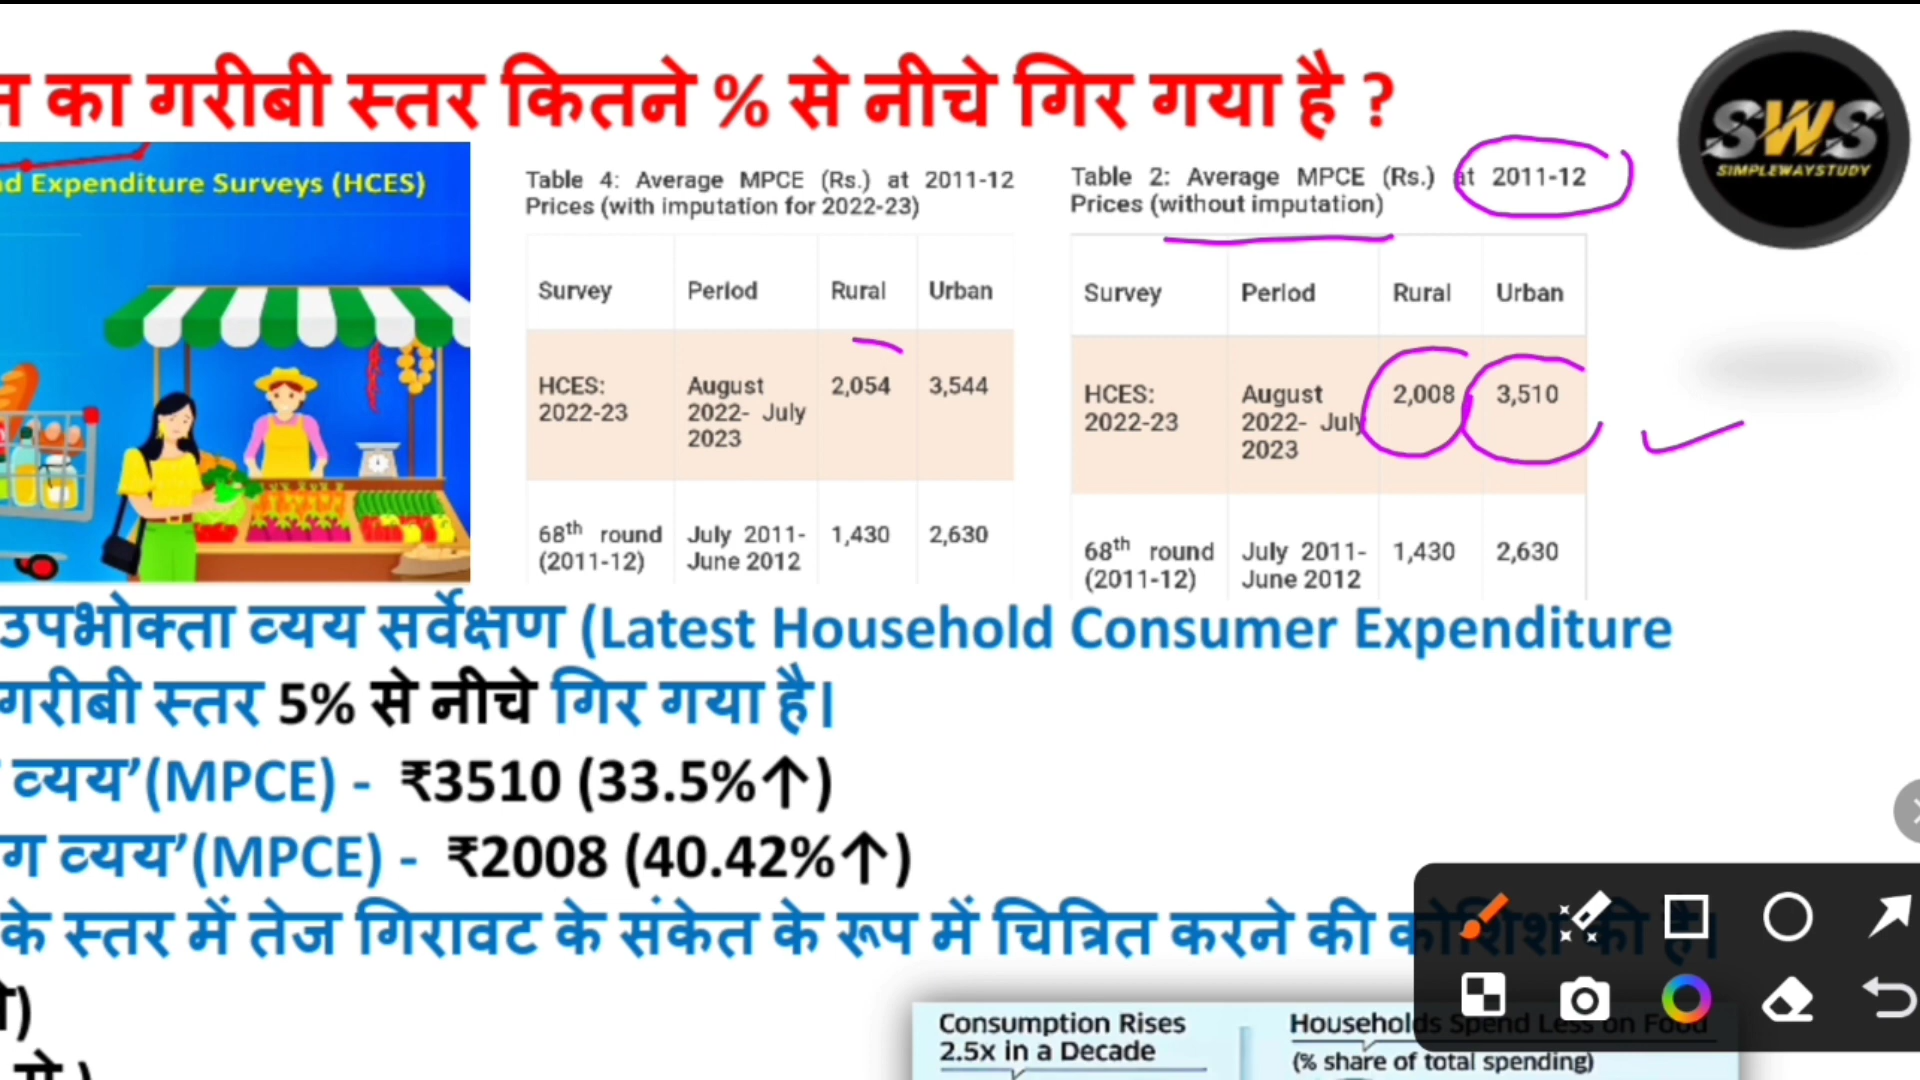 का गरीबी स्तर कितने % से नीचे गिर गया है ?
SWS
SIMPLEWAYSTUDY
Expenditure Surveys (HCES)
Table 4: Average MPCE (Rs.) at 2011-12
Prices (with imputation for 2022-23)
Survey Period Rural Urban
HCES: 2022-23 August 2022- July 2023 2,054 3,544
68th round (2011-12) July 2011- June 2012 1,430 2,630
Table 2: Average MPCE (Rs.) at 2011-12
Prices (without imputation)
Survey Period Rural Urban
HCES: 2022-23 August 2022- July 2023 2,008 3,510
68th round (2011-12) July 2011- June 2012 1,430 2,630
उपभोक्ता व्यय सर्वेक्षण (Latest Household Consumer Expenditure
गरीबी स्तर 5% से नीचे गिर गया है।
व्यय’(MPCE) - ₹3510 (33.5%↑)
व्यय’(MPCE) - ₹2008 (40.42%↑)
के स्तर में तेज गिरावट के संकेत के रूप में चित्रित करने की कोशिश की है।
Consumption Rises
2.5x in a Decade
Households Spend Less on Food
(% share of total spending)